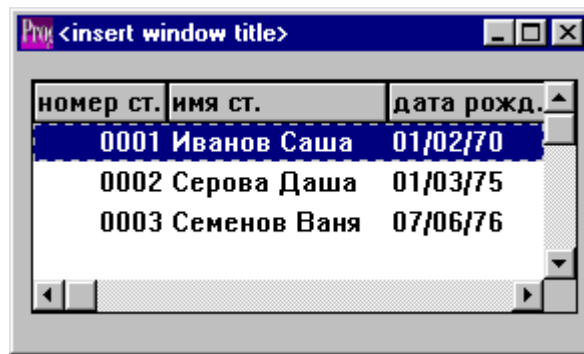 Prog <insert window title>
номер ст. имя ст. дата рожд.
0001 Иванов Саша 01/02/70
0002 Серова Даша 01/03/75
0003 Семенов Ваня 07/06/76